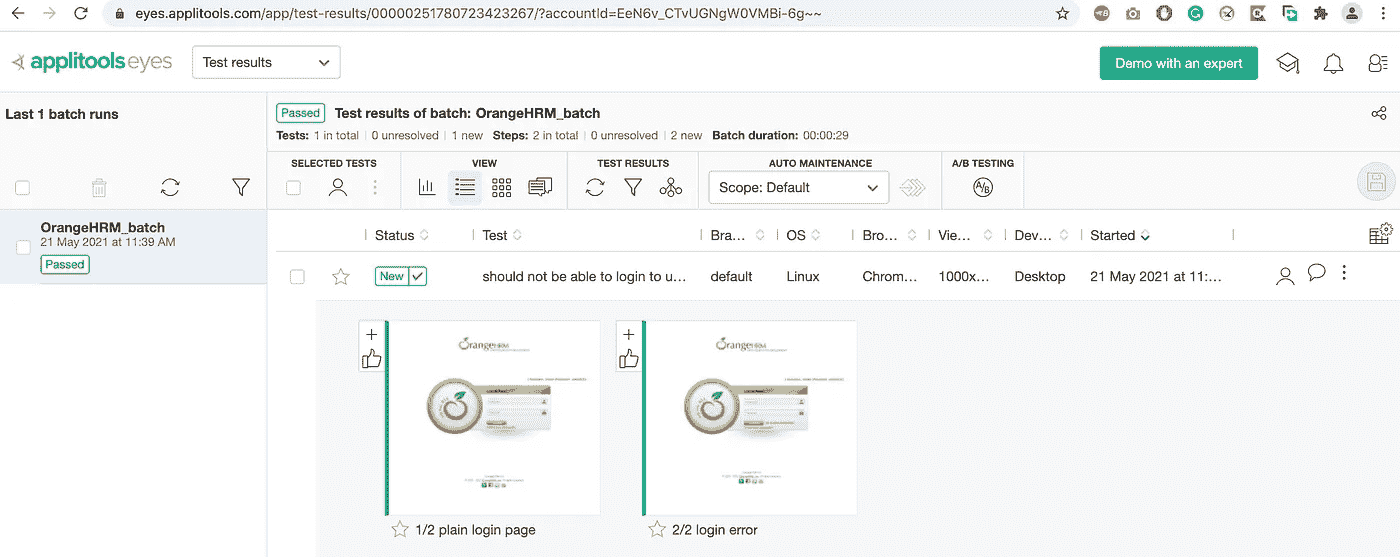 eyes.applitools.com/app/test-results/00000251780723423267/?accountId=EeN6v_CTvUGNgW0VMBi-6g~~
applitools eyes
Test results
Demo with an expert
Last 1 batch runs
Passed Test results of batch: OrangeHRM_batch
Tests: 1 in total | 0 unresolved | 1 new Steps: 2 in total | 0 unresolved | 2 new Batch duration: 00:00:29
SELECTED TESTS VIEW TEST RESULTS AUTO MAINTENANCE A/B TESTING
Scope: Default
A/B
OrangeHRM_batch
21 May 2021 at 11:39 AM
Passed
Status Test Bra... OS Bro... Vie... Dev... Started
New should not be able to login to u... default Linux Chrom... 1000x... Desktop 21 May 2021 at 11:...
OrangeHRM OrangeHRM
1/2 plain login page 2/2 login error